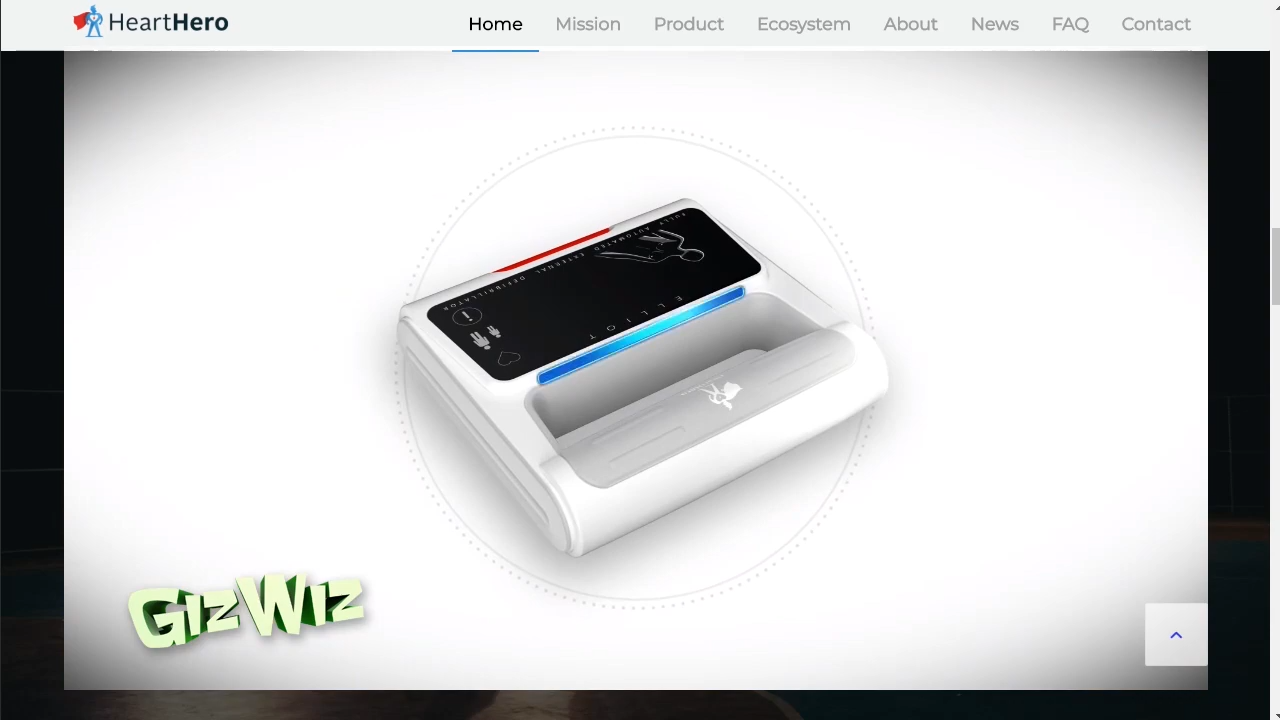 HeartHero
Home Mission Product Ecosystem About News FAQ Contact
FULLY AUTOMATED EXTERNAL DEFIBRILLATOR
ELLIOT
GizWiz